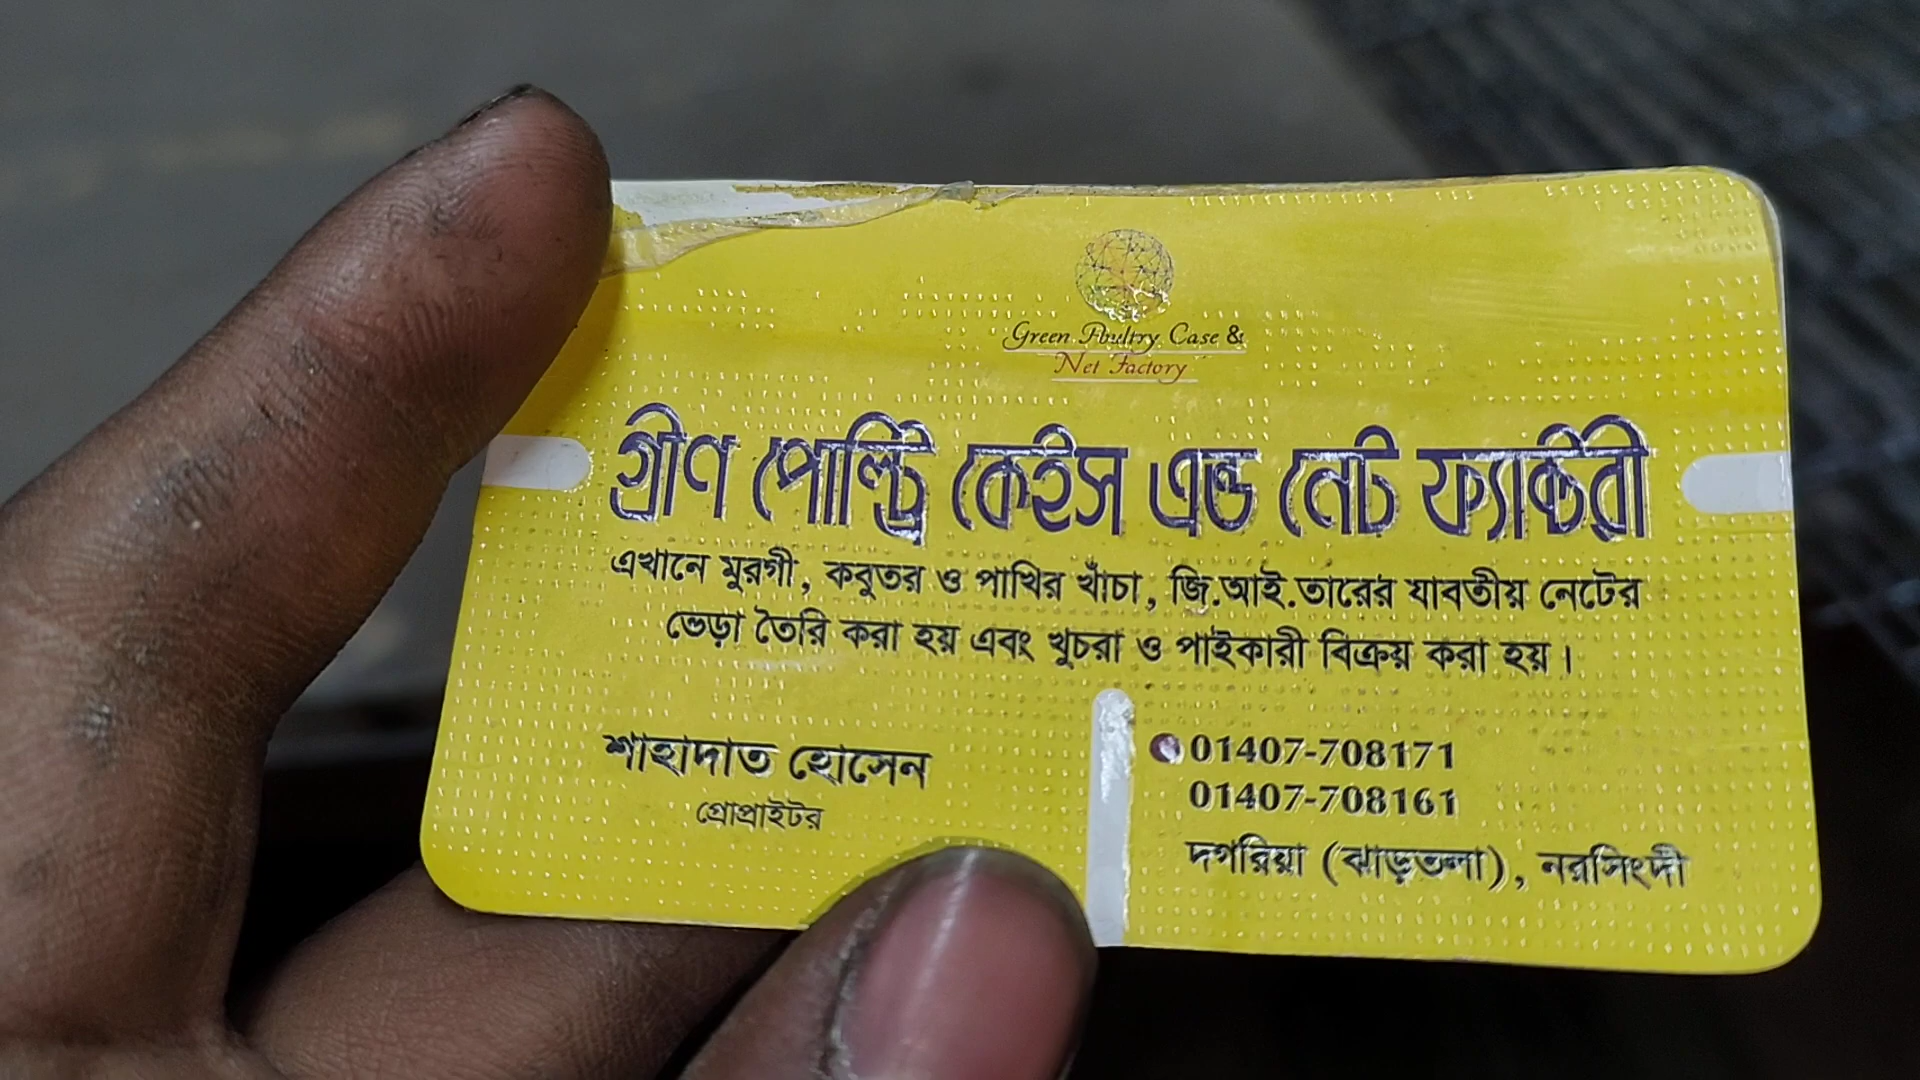 Green Poultry Case &
Net Factory
গ্রীণ পোল্ট্রি কেইস এন্ড নেট ফ্যাক্টরী
এখানে মুরগী, কবুতর ও পাখির খাঁচা, জি.আই.তারের যাবতীয় নেটের
ভেড়া তৈরি করা হয় এবং খুচরা ও পাইকারী বিক্রয় করা হয়।
শাহাদাত হোসেন
প্রোপ্রাইটর
01407-708171
01407-708161
দগরিয়া (ঝাড়তলা), নরসিংদী